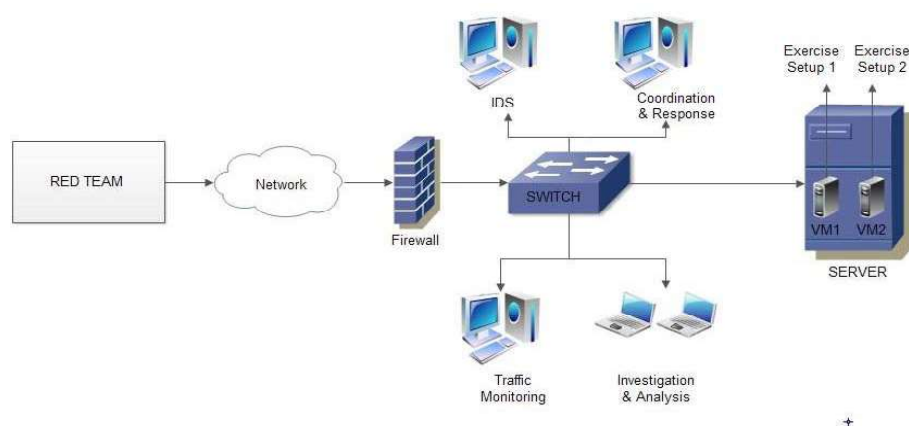 Exercise
Setup 1
Exercise
Setup 2
IDS
Coordination
& Response
RED TEAM
Network
SWITCH
Firewall
VM1
VM2
SERVER
Traffic
Monitoring
Investigation
& Analysis